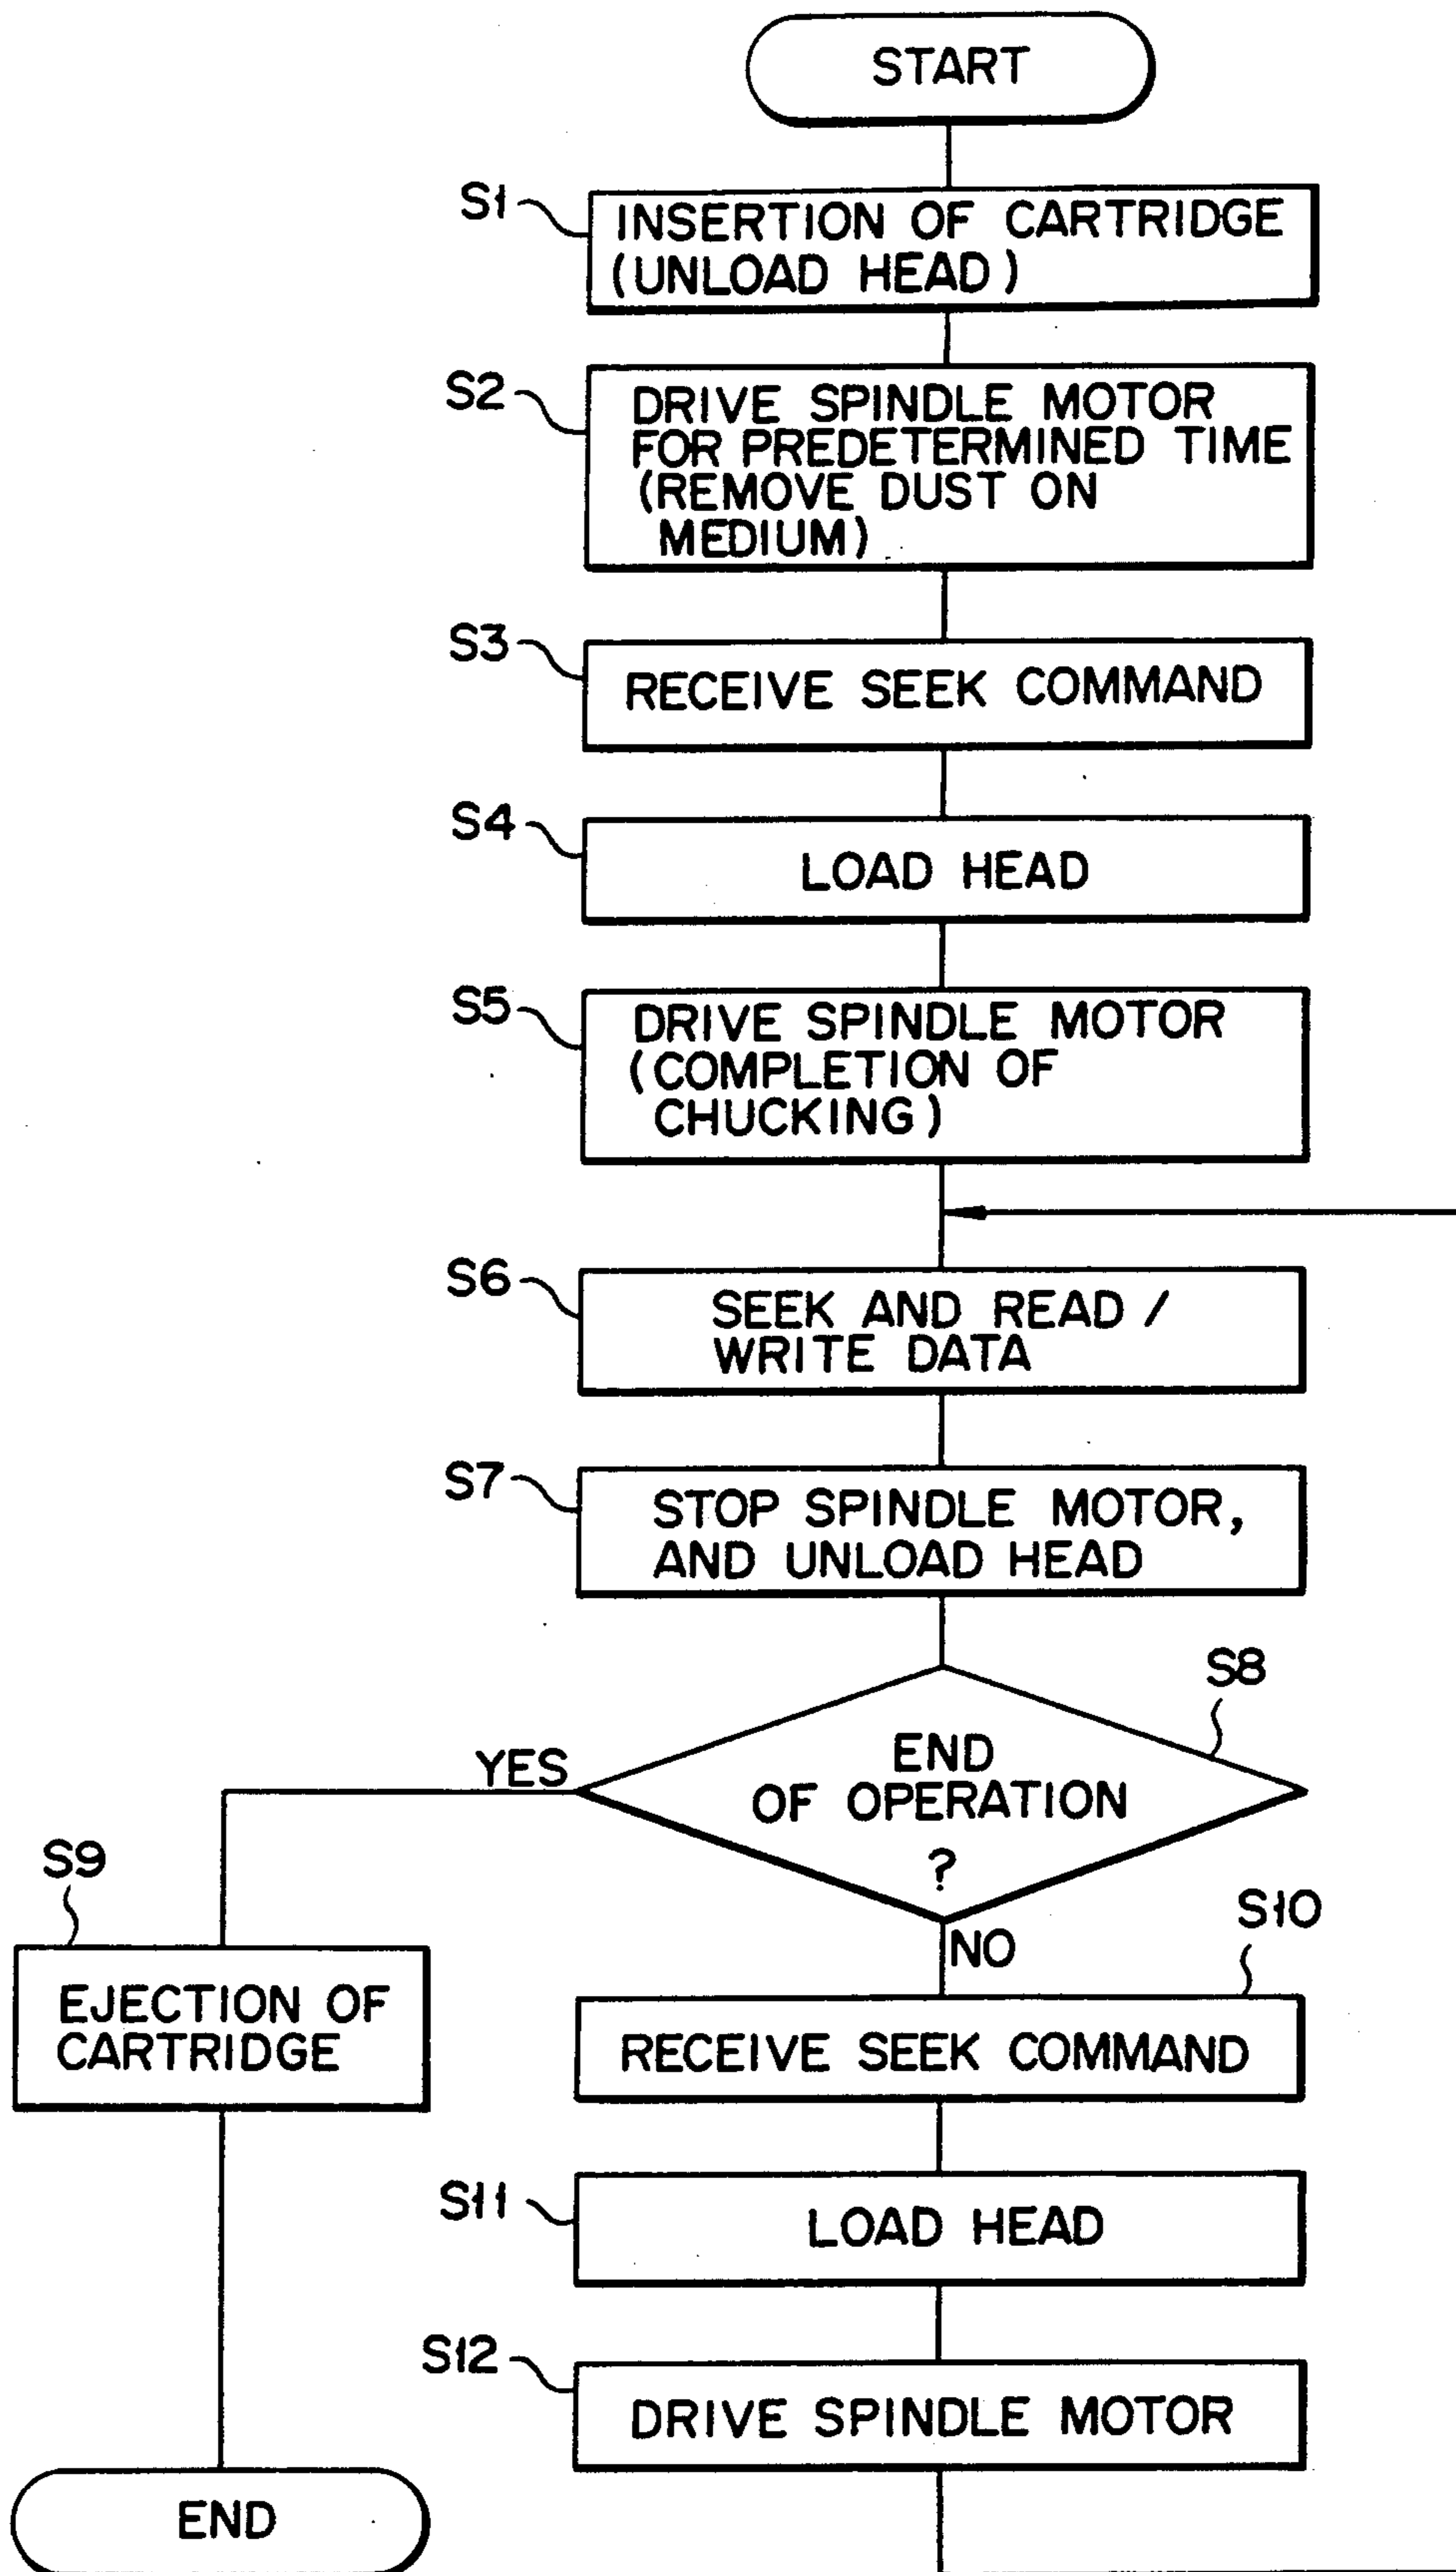 START
S1
INSERTION OF CARTRIDGE
(UNLOAD HEAD)
S2
DRIVE SPINDLE MOTOR
FOR PREDETERMINED TIME
(REMOVE DUST ON
MEDIUM)
S3
RECEIVE SEEK COMMAND
S4
LOAD HEAD
S5
DRIVE SPINDLE MOTOR
(COMPLETION OF
CHUCKING)
S6
SEEK AND READ /
WRITE DATA
S7
STOP SPINDLE MOTOR,
AND UNLOAD HEAD
S8
END
OF OPERATION
?
YES
S9
EJECTION OF
CARTRIDGE
END
NO
S10
RECEIVE SEEK COMMAND
S11
LOAD HEAD
S12
DRIVE SPINDLE MOTOR